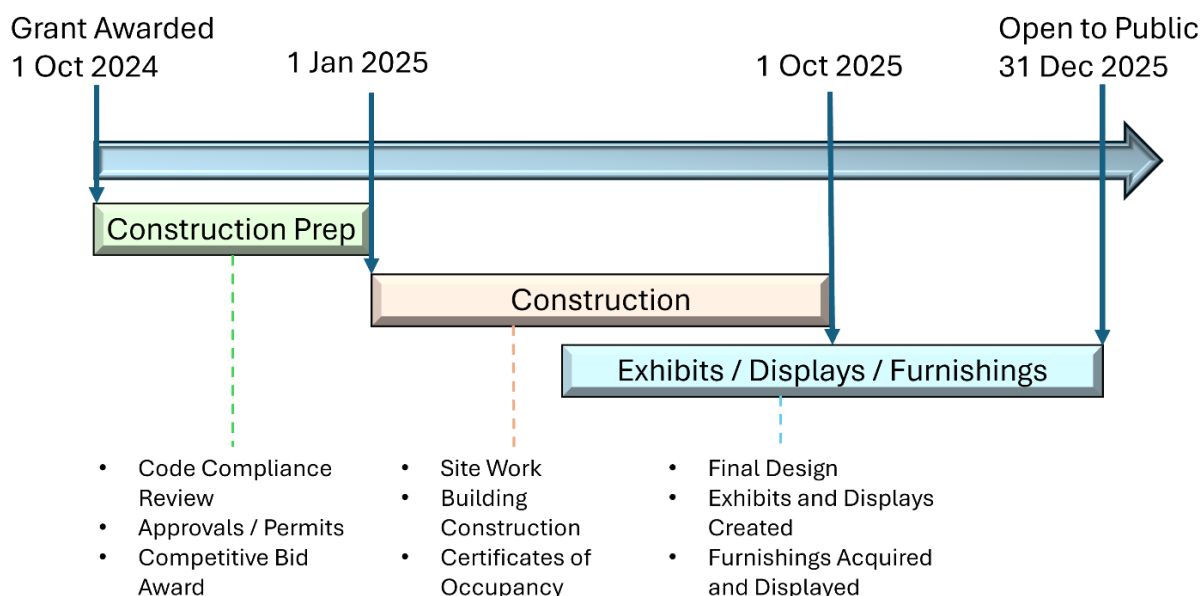 Grant Awarded
1 Oct 2024
1 Jan 2025
1 Oct 2025
Open to Public
31 Dec 2025
Construction Prep
Construction
Exhibits / Displays / Furnishings
• Code Compliance
Review
• Approvals / Permits
• Competitive Bid
Award
• Site Work
• Building
Construction
• Certificates of
Occupancy
• Final Design
• Exhibits and Displays
Created
• Furnishings Acquired
and Displayed